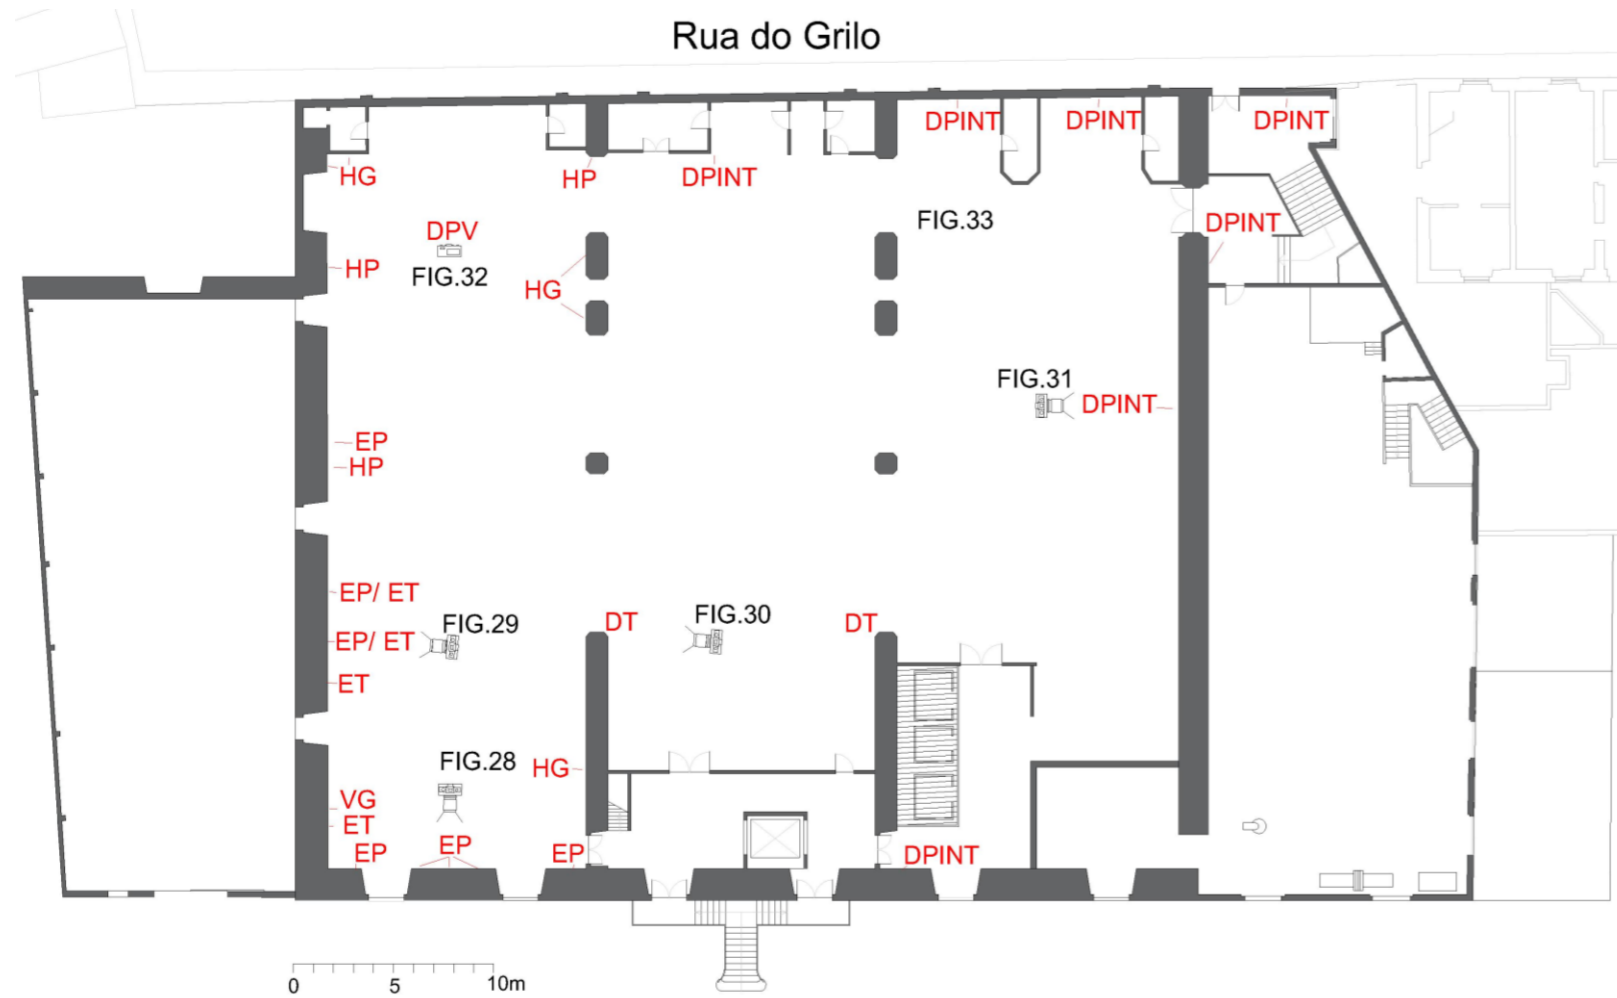 Rua do Grilo
DPINT
DPINT
DPINT
HG
HP
DPINT
FIG.33
DPINT
DPV
FIG.32
HP
HG
FIG.31
DPINT
EP
HP
EP/ ET
DT
FIG.30
DT
FIG.29
EP/ ET
ET
FIG.28
HG
VG
ET
EP
EP
EP
DPINT
0
5
10m